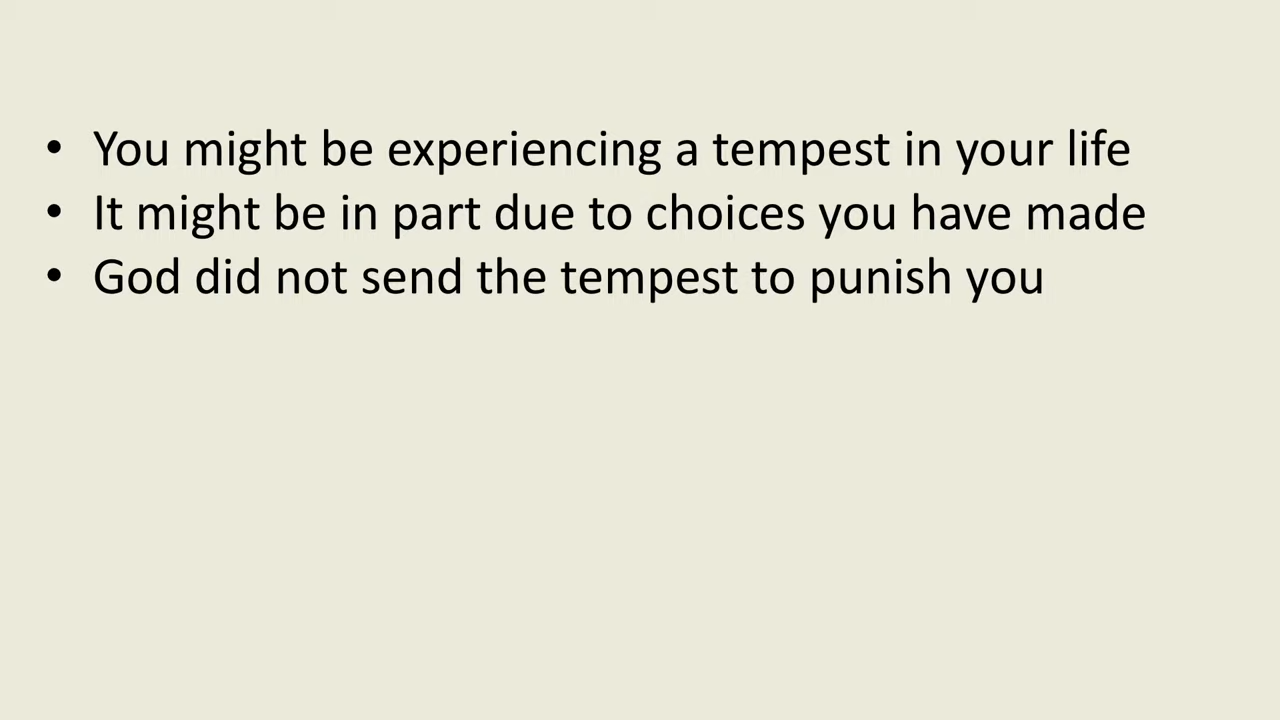 • You might be experiencing a tempest in your life
• It might be in part due to choices you have made
• God did not send the tempest to punish you